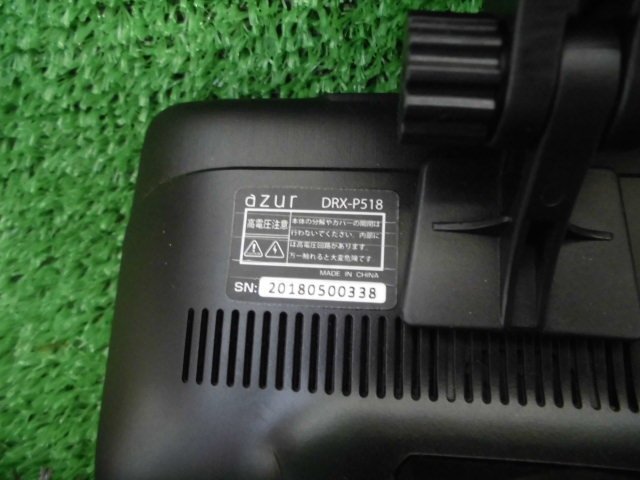 azur DRX-P518
高電圧注意
本体の分解やカバーの開閉は
行わないでください。内部に
は高電圧回路があります
万一触れると大変危険です
MADE IN CHINA
SN: 20180500338